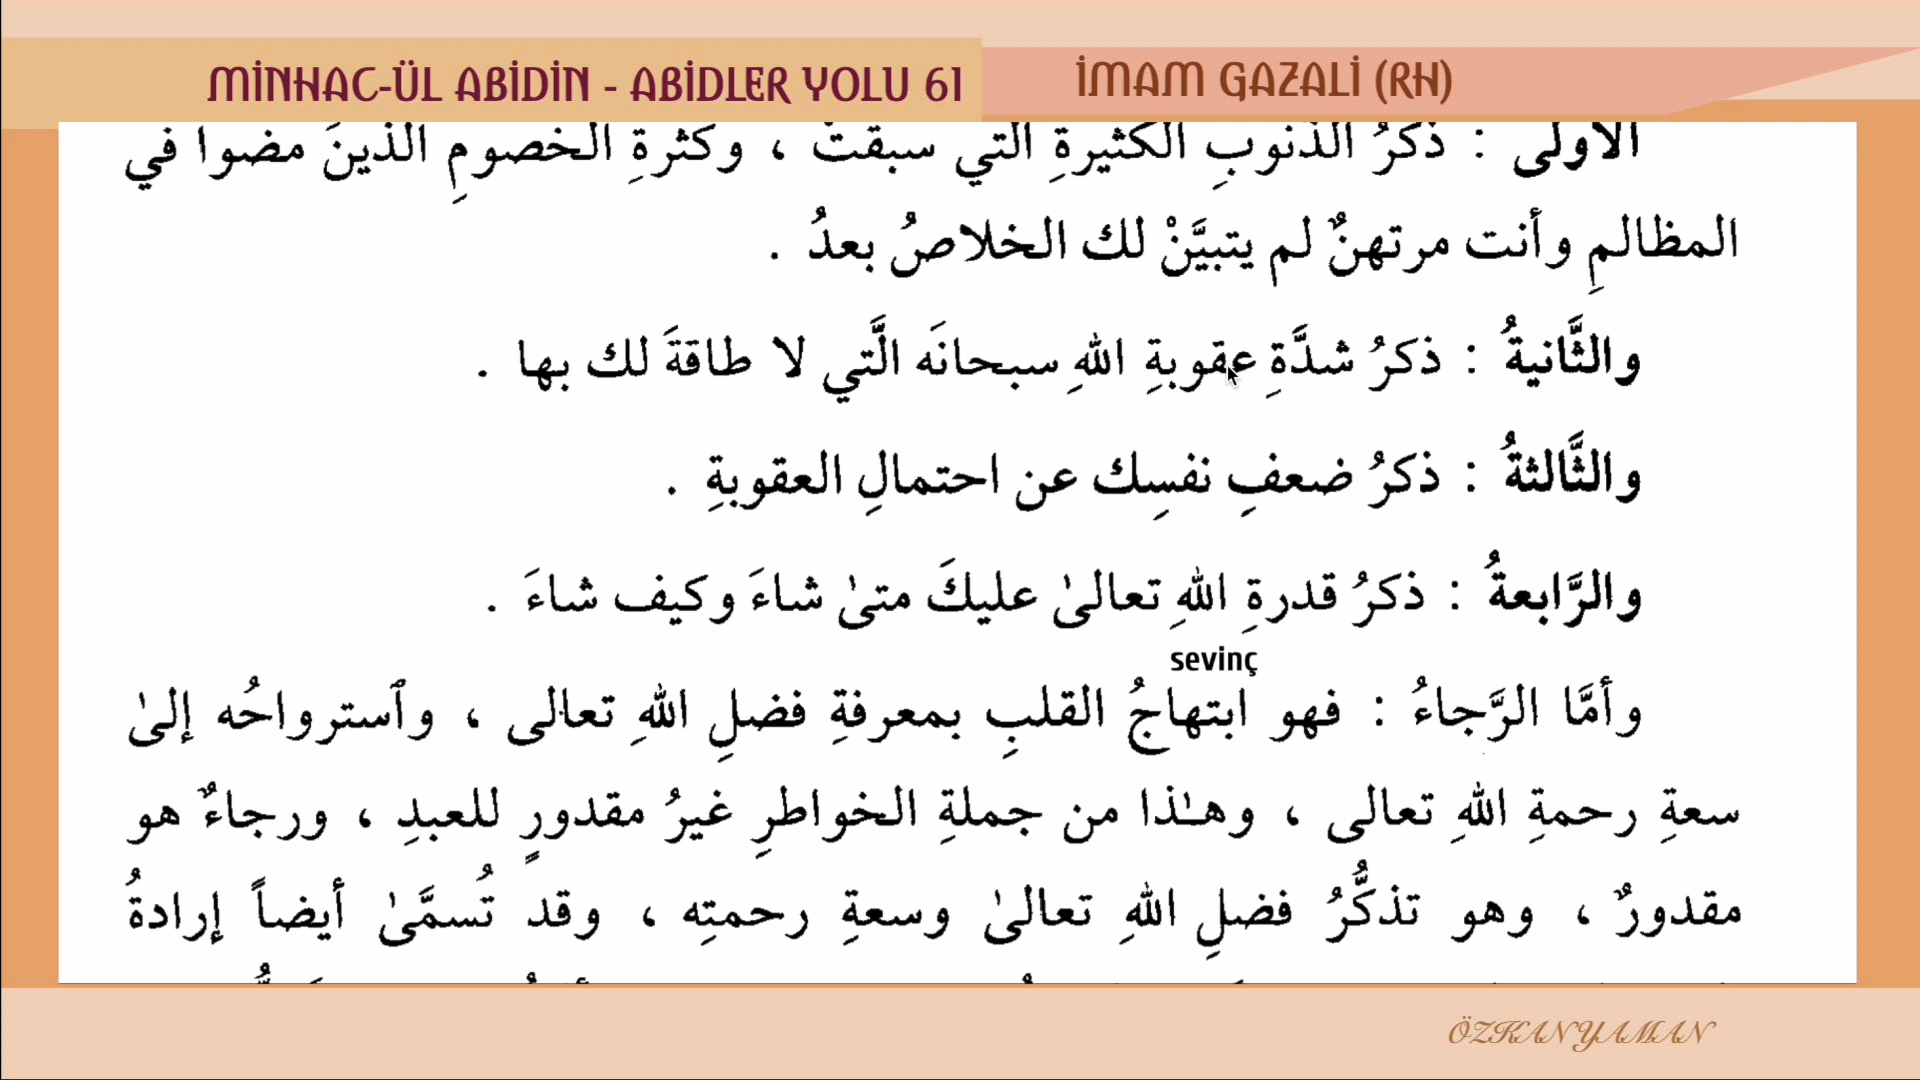 MİNHAC-ÜL ABİDİN - ABİDLER YOLU 61
İMAM GAZALİ (RH)
الأولى : ذكرُ الذنوبِ الكثيرةِ التي سبقتْ ، وكثرةِ الخصومِ الذينَ مضوا في
المظالمِ وأنت مرتهنٌ لم يتبيَّنْ لك الخلاصُ بعدُ .
والثَّانيةُ : ذكرُ شدَّةِ عقوبةِ اللهِ سبحانَه الَّتي لا طاقةَ لك بها .
والثَّالثةُ : ذكرُ ضعفِ نفسِك عن احتمالِ العقوبةِ .
والرَّابعةُ : ذكرُ قدرةِ اللهِ تعالىٰ عليكَ متىٰ شاءَ وكيف شاءَ .
sevinç
وأمَّا الرَّجاءُ : فهو ابتهاجُ القلبِ بمعرفةِ فضلِ اللهِ تعالى ، وٱسترواحُه إلىٰ
سعةِ رحمةِ اللهِ تعالى ، وهـٰذا من جملةِ الخواطرِ غيرُ مقدورٍ للعبدِ ، ورجاءٌ هو
مقدورٌ ، وهو تذكُّرُ فضلِ اللهِ تعالىٰ وسعةِ رحمتِه ، وقد تُسمَّىٰ أيضاً إرادةُ
ÖZKAN YAMAN